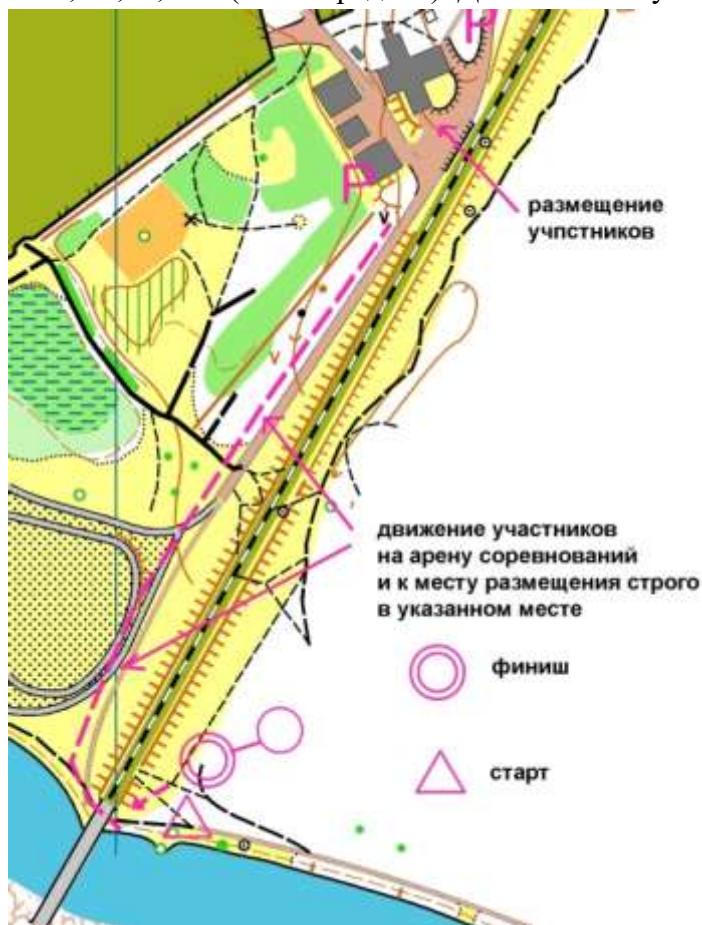 P
P
размещение
учпстников
движение участников
на арену соревнований
и к месту размещения строго
в указанном месте
финиш
старт